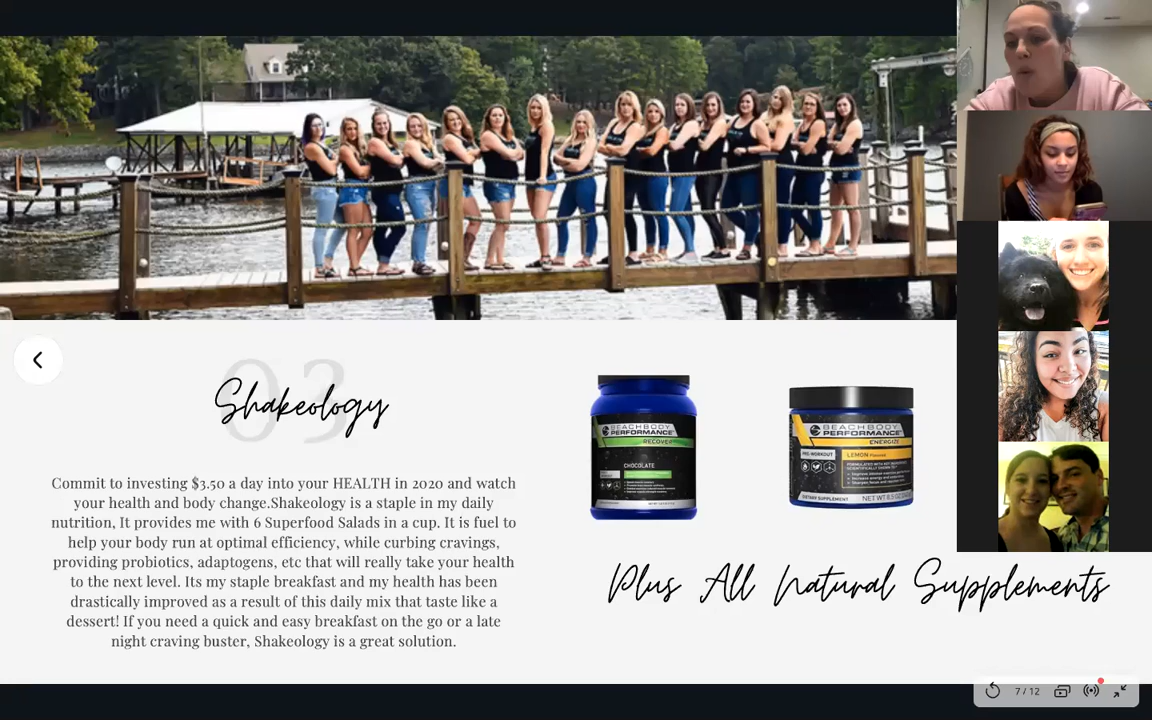 03
Shakeology
Commit to investing $3.50 a day into your HEALTH in 2020 and watch
your health and body change.Shakeology is a staple in my daily
nutrition, It provides me with 6 Superfood Salads in a cup. It is fuel to
help your body run at optimal efficiency, while curbing cravings,
providing probiotics, adaptogens, etc that will really take your health
to the next level. Its my staple breakfast and my health has been
drastically improved as a result of this daily mix that taste like a
dessert! If you need a quick and easy breakfast on the go or a late
night craving buster, Shakeology is a great solution.
BEACHBODY
PERFORMANCE
RECOVER
CHOCOLATE
BEACHBODY
PERFORMANCE
ENERGIZE
PRE-WORKOUT
LEMON Flavored
DIETARY SUPPLEMENT
Plus All Natural Supplements
7 / 12